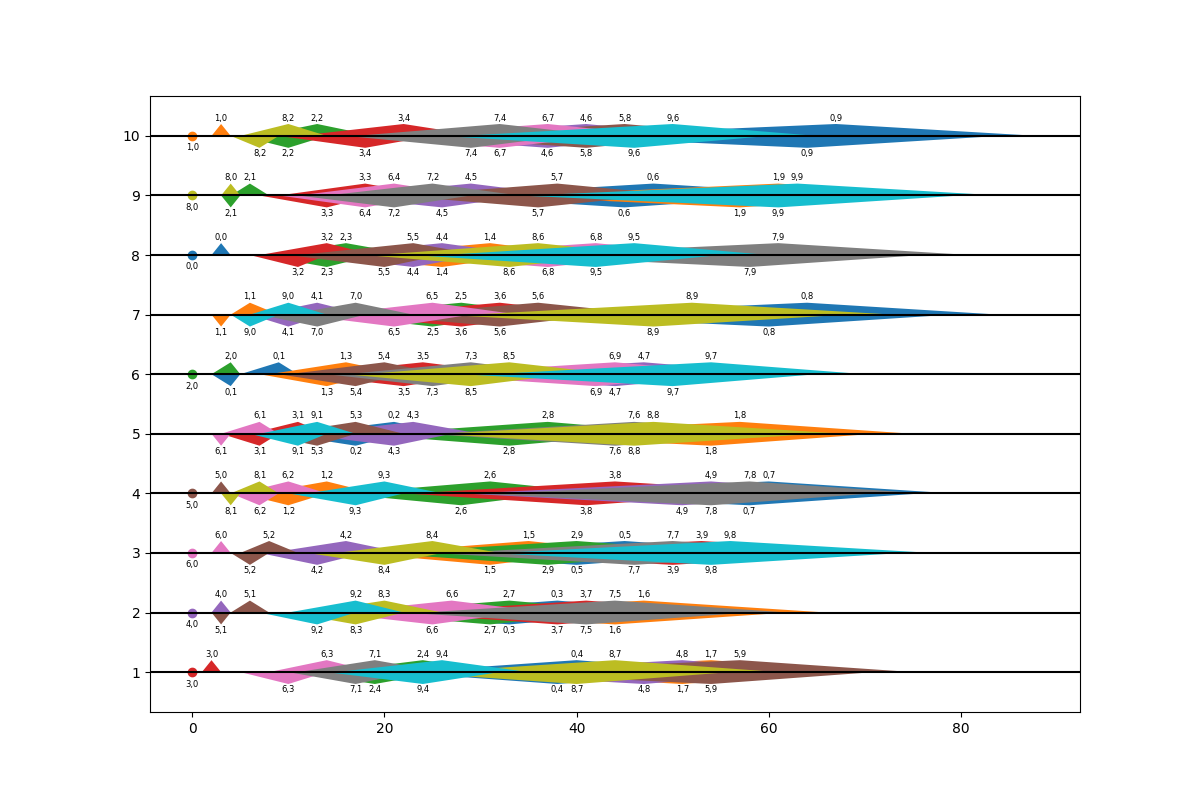 1,0 8,2 2,2 3,4 7,4 6,7 4,6 5,8 9,6 0,9
10
1,0 8,2 2,2 3,4 7,4 6,7 4,6 5,8 9,6 0,9
8,0 2,1 3,3 6,4 7,2 4,5 5,7 0,6 1,9 9,9
9
8,0 2,1 3,3 6,4 7,2 4,5 5,7 0,6 1,9 9,9
0,0 3,2 2,3 5,5 4,4 1,4 8,6 6,8 9,5 7,9
8
0,0 3,2 2,3 5,5 4,4 1,4 8,6 6,8 9,5 7,9
1,1 9,0 4,1 7,0 6,5 2,5 3,6 5,6 8,9 0,8
7
1,1 9,0 4,1 7,0 6,5 2,5 3,6 5,6 8,9 0,8
2,0 0,1 1,3 5,4 3,5 7,3 8,5 6,9 4,7 9,7
6
2,0 0,1 1,3 5,4 3,5 7,3 8,5 6,9 4,7 9,7
6,1 3,1 9,1 5,3 0,2 4,3 2,8 7,6 8,8 1,8
5
6,1 3,1 9,1 5,3 0,2 4,3 2,8 7,6 8,8 1,8
5,0 8,1 6,2 1,2 9,3 2,6 3,8 4,9 7,8 0,7
4
5,0 8,1 6,2 1,2 9,3 2,6 3,8 4,9 7,8 0,7
6,0 5,2 4,2 8,4 1,5 2,9 0,5 7,7 3,9 9,8
3
6,0 5,2 4,2 8,4 1,5 2,9 0,5 7,7 3,9 9,8
4,0 5,1 9,2 8,3 6,6 2,7 0,3 3,7 7,5 1,6
2
4,0 5,1 9,2 8,3 6,6 2,7 0,3 3,7 7,5 1,6
3,0 6,3 7,1 2,4 9,4 0,4 8,7 4,8 1,7 5,9
1
3,0 6,3 7,1 2,4 9,4 0,4 8,7 4,8 1,7 5,9
0 20 40 60 80